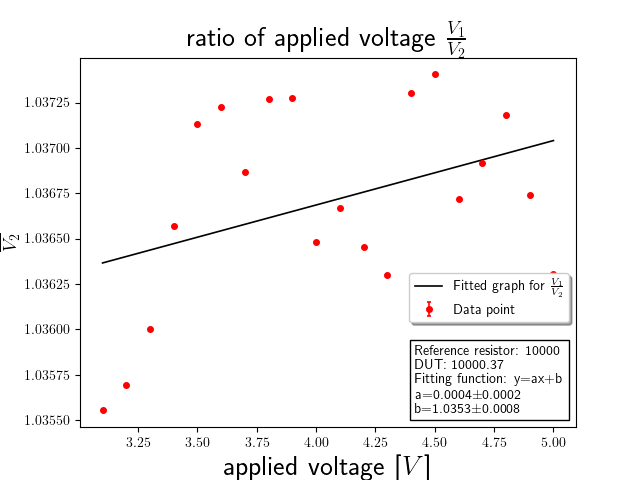 ratio of applied voltage V₁/V₂
1.03725
1.03700
1.03675
1.03650
1.03625
1.03600
1.03575
1.03550
V₂
3.25 3.50 3.75 4.00 4.25 4.50 4.75 5.00
applied voltage [V]
Fitted graph for V₁/V₂
Data point
Reference resistor: 10000
DUT: 10000.37
Fitting function: y=ax+b
a=0.0004±0.0002
b=1.0353±0.0008